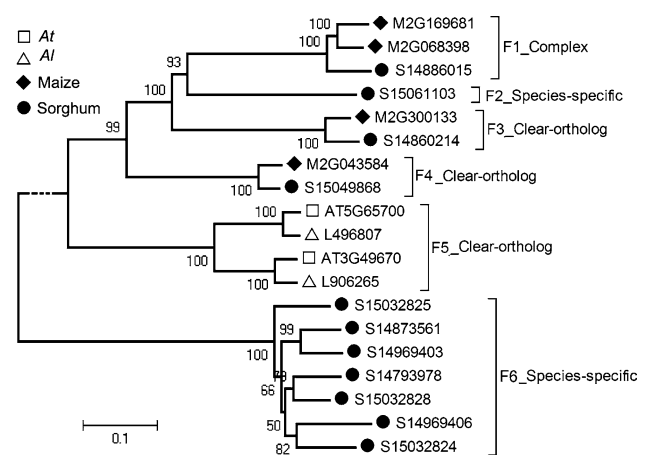 100
M2G169681
At
100
M2G068398
F1_Complex
Al
93
S14886015
Maize
100
S15061103
F2_Species-specific
Sorghum
99
M2G300133
F3_Clear-ortholog
100
S14860214
M2G043584
F4_Clear-ortholog
100
S15049868
100
AT5G65700
L496807
F5_Clear-ortholog
100
AT3G49670
100
L906265
S15032825
99
S14873561
100
S14969403
F6_Species-specific
S14793978
66
S15032828
50
S14969406
0.1
82
S15032824